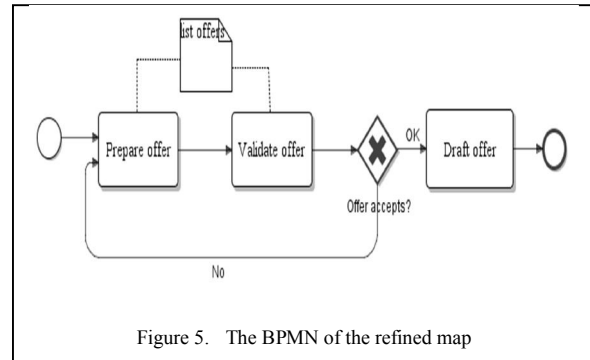 list offers
Prepare offer
Validate offer
OK
Draft offer
Offer accepts?
No
Figure 5. The BPMN of the refined map